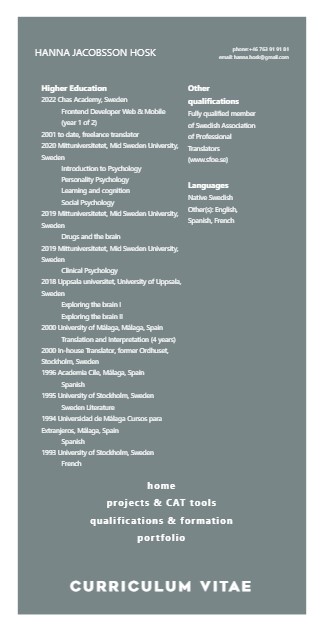 HANNA JACOBSSON HOSK
phone:+46 763 91 91 81
email: hanna.hosk@gmail.com
Higher Education
2022 Chas Academy, Sweden
Frontend Developer Web & Mobile
(year 1 of 2)
2001 to date, freelance translator
2020 Mittuniversitetet, Mid Sweden University,
Sweden
Introduction to Psychology
Personality Psychology
Learning and cognition
Social Psychology
2019 Mittuniversitetet, Mid Sweden University,
Sweden
Drugs and the brain
2019 Mittuniversitetet, Mid Sweden University,
Sweden
Clinical Psychology
2018 Uppsala universitet, University of Uppsala,
Sweden
Exploring the brain I
Exploring the brain II
2000 University of Málaga, Málaga, Spain
Translation and Interpretation (4 years)
2000 In-house Translator, former Ordhuset,
Stockholm, Sweden
1996 Academia Cile, Málaga, Spain
Spanish
1995 University of Stockholm, Sweden
Sweden Literature
1994 Universidad de Málaga Cursos para
Extranjeros, Málaga, Spain
Spanish
1993 University of Stockholm, Sweden
French
Other
qualifications
Fully qualified member
of Swedish Association
of Professional
Translators
(www.sfoe.se)
Languages
Native Swedish
Other(s): English,
Spanish, French
home
projects & CAT tools
qualifications & formation
portfolio
CURRICULUM VITAE